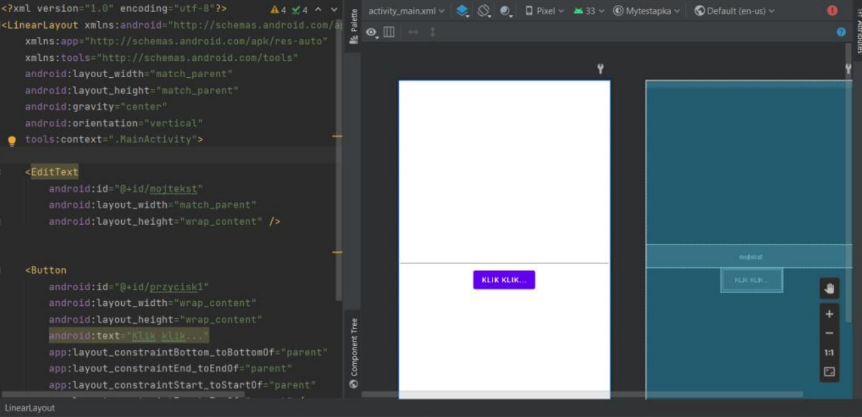 <?xml version="1.0" encoding="utf-8"?>
4 4
<LinearLayout xmlns:android="http://schemas.android.com/
xmlns:app="http://schemas.android.com/apk/res-auto"
xmlns:tools="http://schemas.android.com/tools"
android:layout_width="match_parent"
android:layout_height="match_parent"
android:gravity="center"
android:orientation="vertical"
tools:context=".MainActivity">
<EditText
android:id="@+id/mojtekst"
android:layout_width="match_parent"
android:layout_height="wrap_content" />
<Button
android:id="@+id/przycisk1"
android:layout_width="wrap_content"
android:layout_height="wrap_content"
android:text="Klik klik..."
app:layout_constraintBottom_toBottomOf="parent"
app:layout_constraintEnd_toEndOf="parent"
app:layout_constraintStart_toStartOf="parent"
LinearLayout
Palette
Component Tree
activity_main.xml
Pixel
33
Mytestapka
Default (en-us)
Attributes
KLIK KLIK...
mojtekst
KLIK KLIK...
1:1